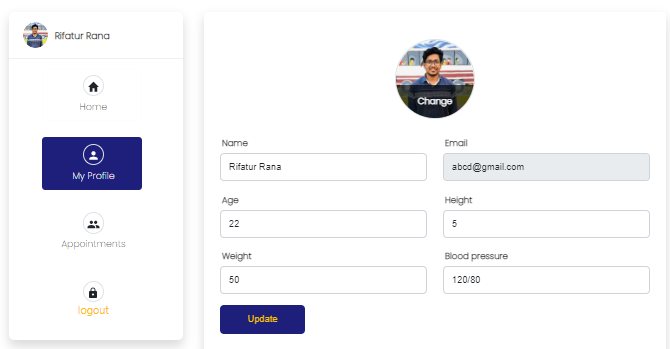 Rifatur Rana
Home
My Profile
Appointments
logout
Change
Name
Rifatur Rana
Email
abcd@gmail.com
Age
22
Height
5
Weight
50
Blood pressure
120/80
Update